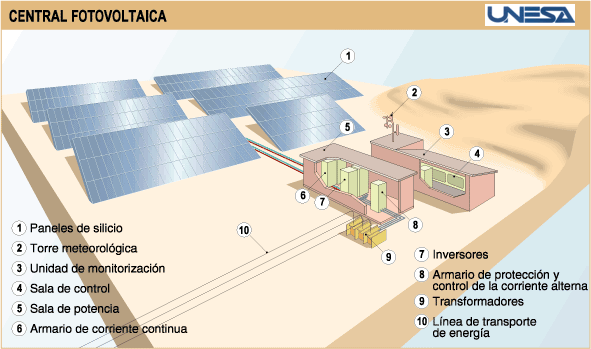 CENTRAL FOTOVOLTAICA
UNESA
1
2
3
4
5
6
7
8
9
10
1 Paneles de silicio
2 Torre meteorológica
3 Unidad de monitorización
4 Sala de control
5 Sala de potencia
6 Armario de corriente continua
7 Inversores
8 Armario de protección y
control de la corriente alterna
9 Transformadores
10 Línea de transporte
de energía